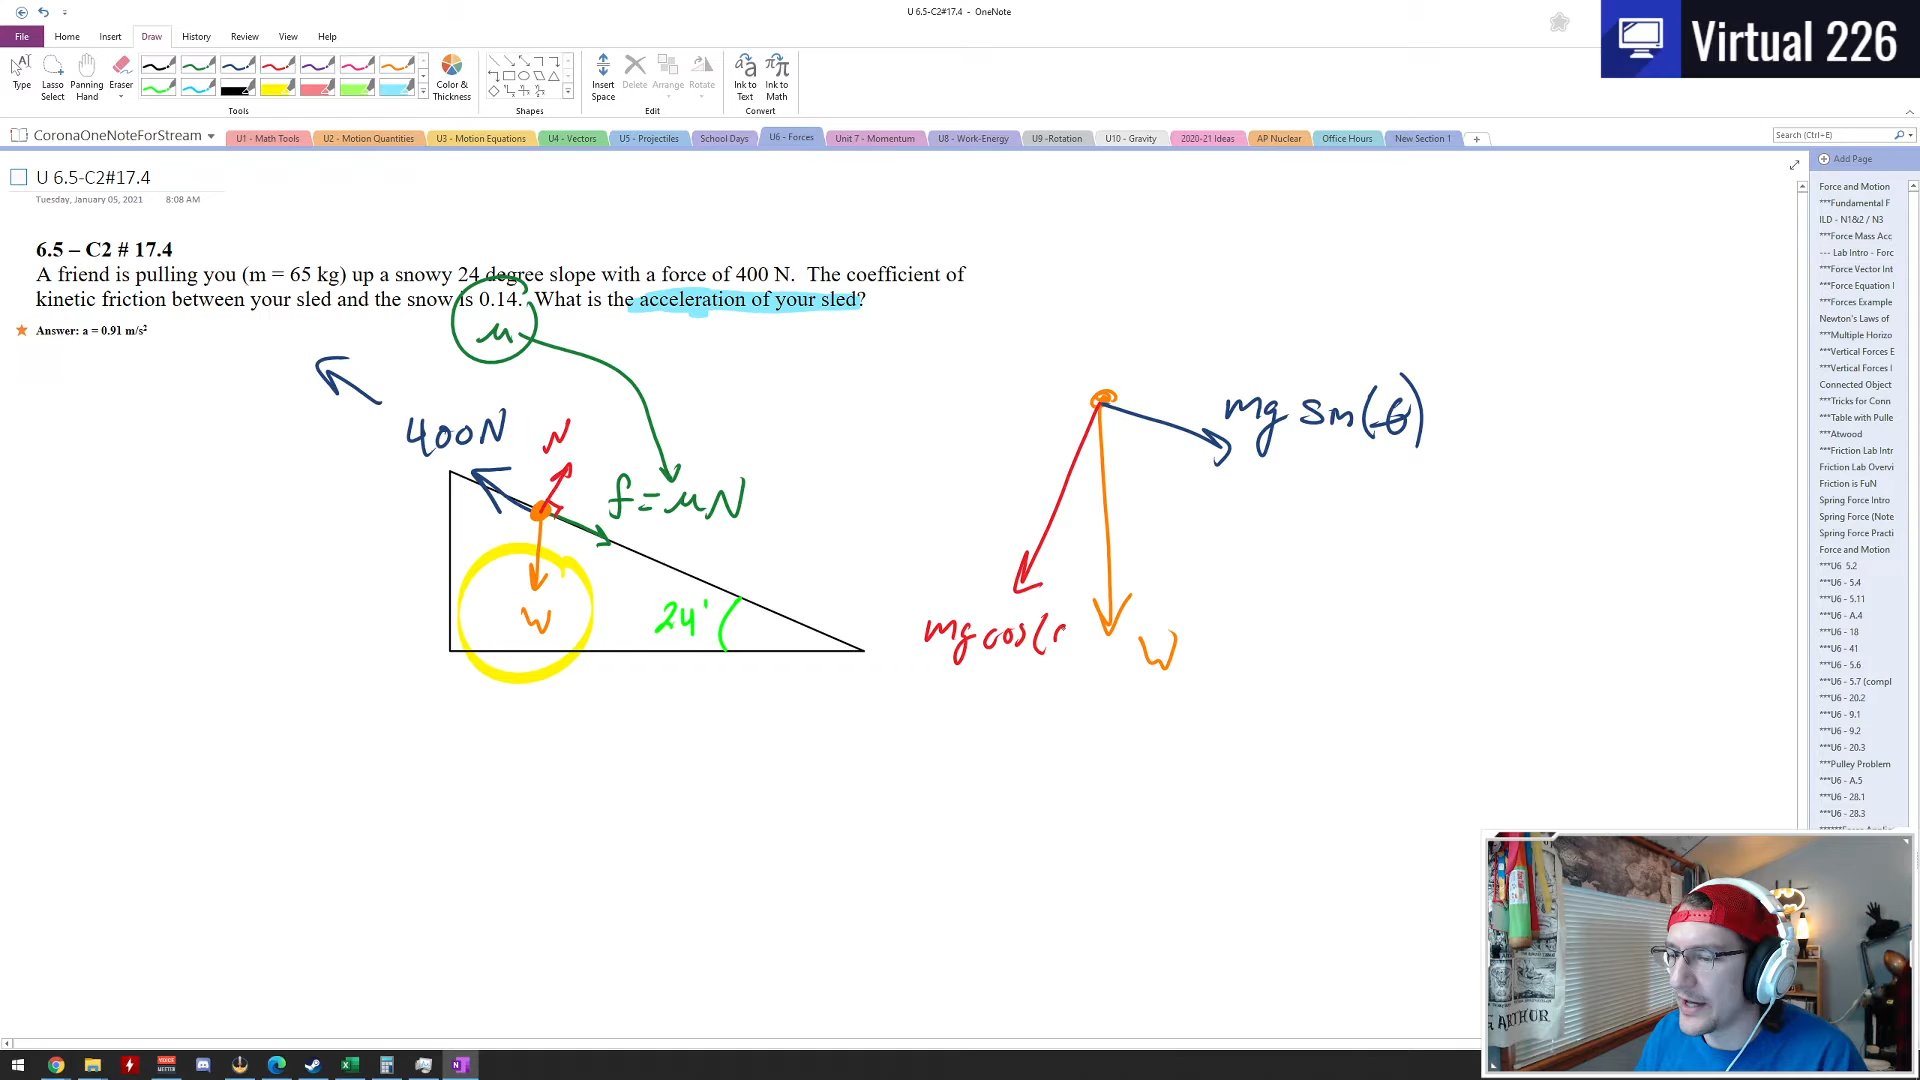 U 6.5-C2#17.4 - OneNote
Virtual 226
File Home Insert Draw History Review View Help
Type
Lasso Select
Panning Hand
Eraser
Color & Thickness
Insert Space
Delete
Arrange
Rotate
Ink to Text
Ink to Math
Tools
Shapes
Edit
Convert
CoronaOneNoteForStream
U1 - Math Tools
U2 - Motion Quantities
U3 - Motion Equations
U4 - Vectors
U5 - Projectiles
School Days
U6 - Forces
Unit 7 - Momentum
U8 - Work-Energy
U9 -Rotation
U10 - Gravity
2020-21 Ideas
AP Nuclear
Office Hours
New Section 1
Search (Ctrl+E)
U 6.5-C2#17.4
Tuesday, January 05, 2021 8:08 AM
6.5 – C2 # 17.4
A friend is pulling you (m = 65 kg) up a snowy 24 degree slope with a force of 400 N. The coefficient of
kinetic friction between your sled and the snow is 0.14. What is the acceleration of your sled?
Answer: a = 0.91 m/s²
μ
400N
N
f = μN
W
24°
mg sin(θ)
mg cos(
W
Add Page
Force and Motion
***Fundamental F
ILD - N1&2 / N3
***Force Mass Acc
--- Lab Intro - Forc
***Force Vector Int
***Force Equation I
***Forces Example
Newton's Laws of
***Multiple Horizo
***Vertical Forces E
***Vertical Forces I
Connected Object
***Tricks for Conn
***Table with Pulle
***Atwood
***Friction Lab Intr
Friction Lab Overvi
Friction is FuN
Spring Force Intro
Spring Force (Note
Spring Force Practi
Force and Motion
***U6 5.2
***U6 - 5.4
***U6 - 5.11
***U6 - A.4
***U6 - 18
***U6 - 41
***U6 - 5.6
***U6 - 5.7 (compl
***U6 - 20.2
***U6 - 9.1
***U6 - 9.2
***U6 - 20.3
***Pulley Problem
***U6 - A.5
***U6 - 28.1
***U6 - 28.3
ARTHUR